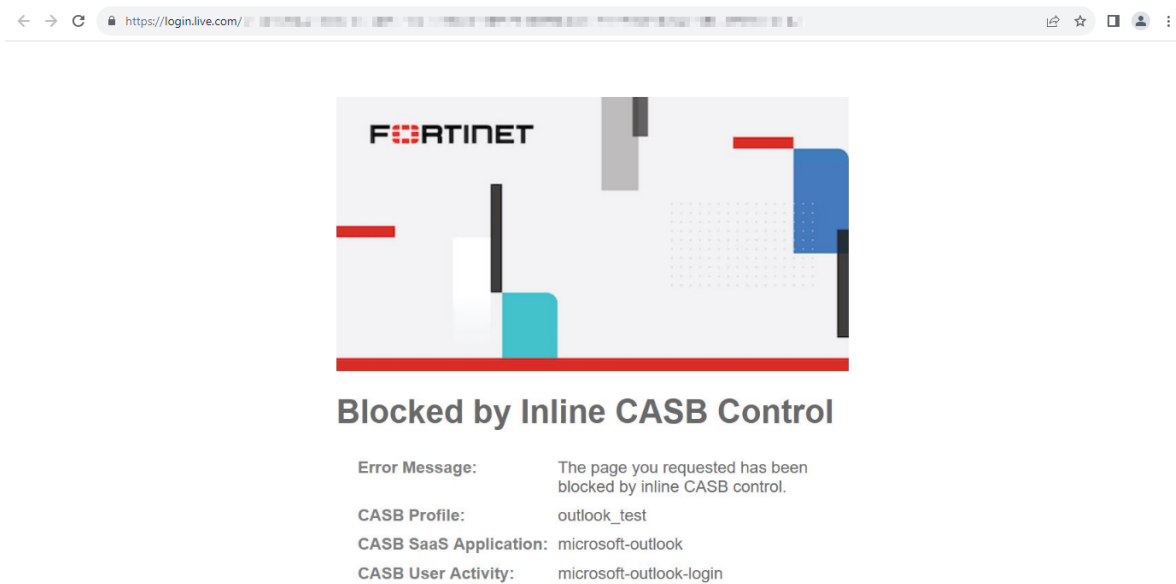 https://login.live.com/
FORTINET
Blocked by Inline CASB Control
Error Message: The page you requested has been
blocked by inline CASB control.
CASB Profile: outlook_test
CASB SaaS Application: microsoft-outlook
CASB User Activity: microsoft-outlook-login